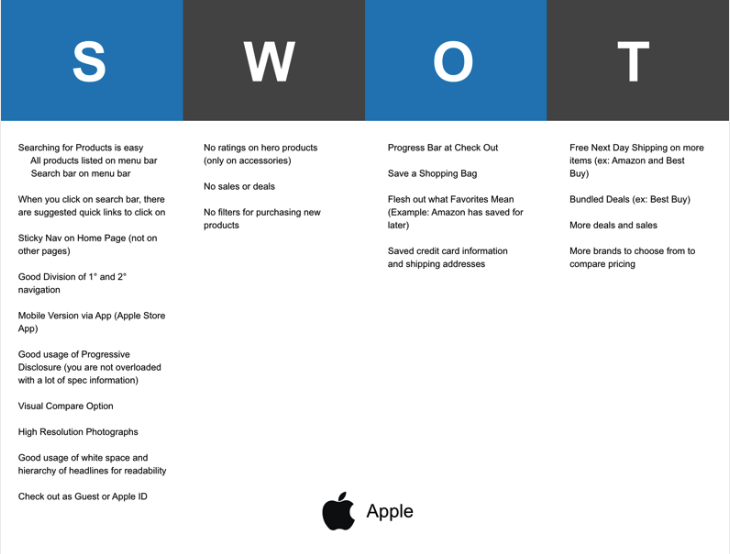 S
W
O
T
Searching for Products is easy
All products listed on menu bar
Search bar on menu bar
When you click on search bar, there
are suggested quick links to click on
Sticky Nav on Home Page (not on
other pages)
Good Division of 1° and 2°
navigation
Mobile Version via App (Apple Store
App)
Good usage of Progressive
Disclosure (you are not overloaded
with a lot of spec information)
Visual Compare Option
High Resolution Photographs
Good usage of white space and
hierarchy of headlines for readability
Check out as Guest or Apple ID
No ratings on hero products
(only on accessories)
No sales or deals
No filters for purchasing new
products
Progress Bar at Check Out
Save a Shopping Bag
Flesh out what Favorites Mean
(Example: Amazon has saved for
later)
Saved credit card information
and shipping addresses
Free Next Day Shipping on more
items (ex: Amazon and Best
Buy)
Bundled Deals (ex: Best Buy)
More deals and sales
More brands to choose from to
compare pricing
Apple